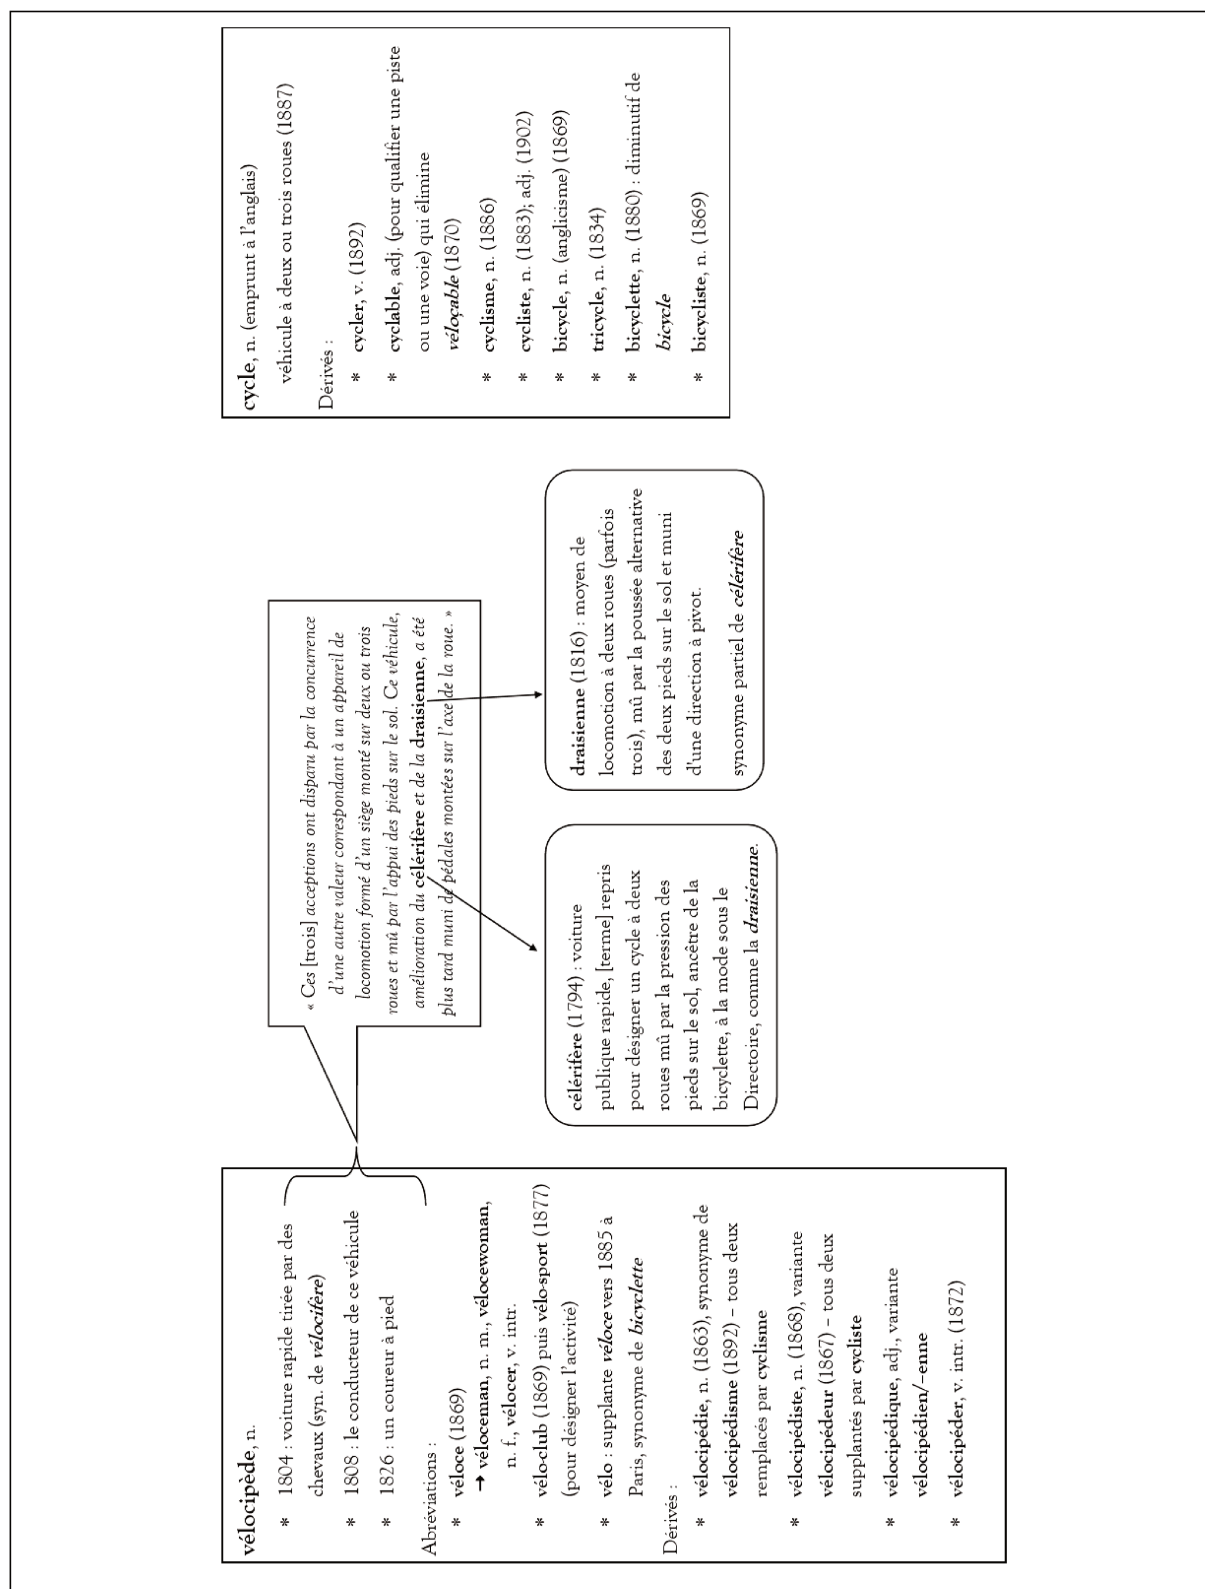 vélocipède, n.
* 1804 : voiture rapide tirée par des
chevaux (syn. de vélocifère)
* 1808 : le conducteur de ce véhicule
* 1826 : un coureur à pied
Abréviations :
* véloce (1869)
→ véloceman, n. m., vélocewoman,
n. f., vélocer, v. intr.
* vélo-club (1869) puis vélo-sport (1877)
(pour désigner l'activité)
* vélo : supplante véloce vers 1885 à
Paris, synonyme de bicyclette
Dérivés :
* vélocipédie, n. (1863), synonyme de
vélocipédisme (1892) – tous deux
remplacés par cyclisme
* vélocipédiste, n. (1868), variante
vélocipédeur (1867) – tous deux
supplantés par cycliste
* vélocipédique, adj., variante
vélocipédien/-enne
* vélocipéder, v. intr. (1872)
« Ces [trois] acceptions ont disparu par la concurrence
d'une autre valeur correspondant à un appareil de
locomotion formé d'un siège monté sur deux ou trois
roues et mû par l'appui des pieds sur le sol. Ce véhicule,
amélioration du célérifère et de la draisienne, a été
plus tard muni de pédales montées sur l'axe de la roue. »
célérifère (1794) : voiture
publique rapide, [terme] repris
pour désigner un cycle à deux
roues mû par la pression des
pieds sur le sol, ancêtre de la
bicyclette, à la mode sous le
Directoire, comme la draisienne.
draisienne (1816) : moyen de
locomotion à deux roues (parfois
trois), mû par la poussée alternative
des deux pieds sur le sol et muni
d'une direction à pivot.
synonyme partiel de célérifère
cycle, n. (emprunt à l'anglais)
véhicule à deux ou trois roues (1887)
Dérivés :
* cycler, v. (1892)
* cyclable, adj. (pour qualifier une piste
ou une voie) qui élimine
véloçable (1870)
* cyclisme, n. (1886)
* cycliste, n. (1883); adj. (1902)
* bicycle, n. (anglicisme) (1869)
* tricycle, n. (1834)
* bicyclette, n. (1880) : diminutif de
bicycle
* bicycliste, n. (1869)